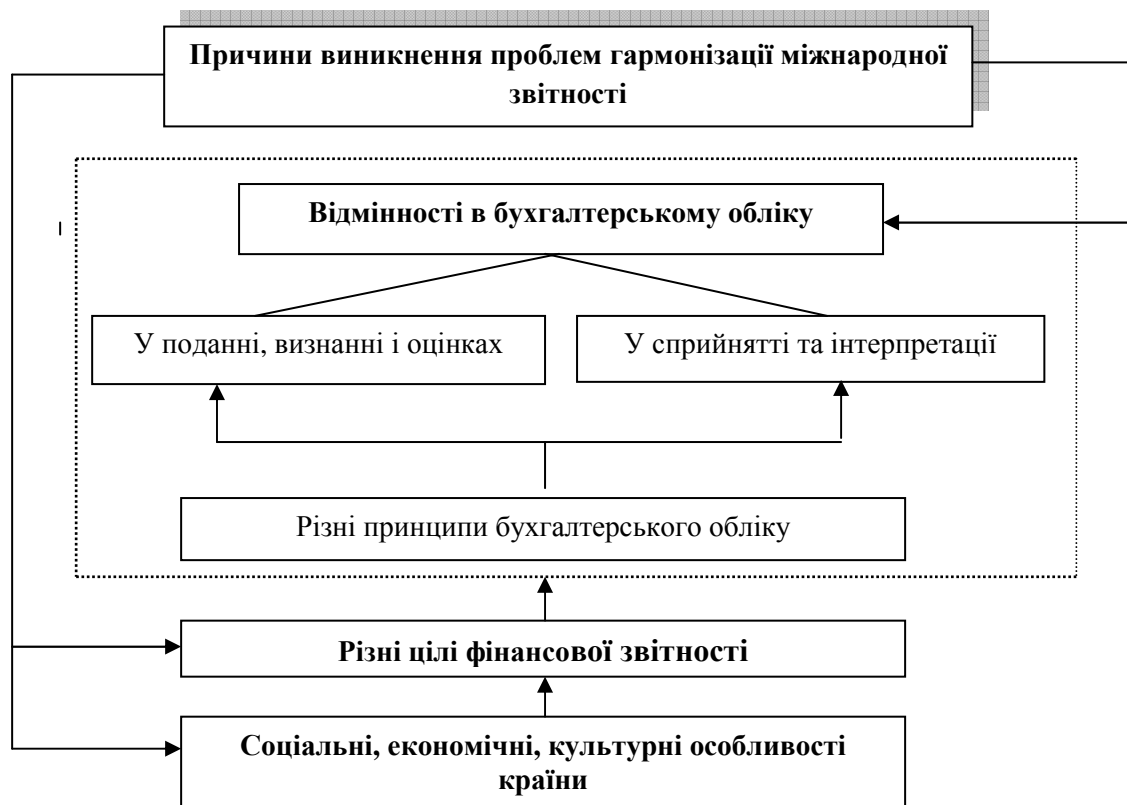 Причини виникнення проблем гармонізації міжнародної
звітності
Відмінності в бухгалтерському обліку
У поданні, визнанні і оцінках
У сприйнятті та інтерпретації
Різні принципи бухгалтерського обліку
Різні цілі фінансової звітності
Соціальні, економічні, культурні особливості
країни